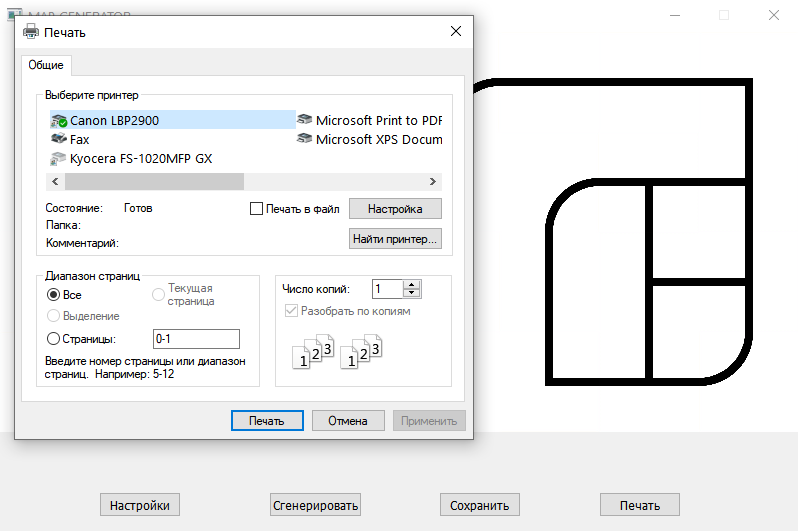 MAP GENERATOR
Печать
Общие
Выберите принтер
Canon LBP2900
Microsoft Print to PDF
Fax
Microsoft XPS Docum
Kyocera FS-1020MFP GX
Состояние: Готов
Печать в файл
Настройка
Папка:
Комментарий:
Найти принтер...
Диапазон страниц
Все
Текущая
страница
Выделение
Страницы: 0-1
Введите номер страницы или диапазон
страниц. Например: 5-12
Число копий: 1
Разобрать по копиям
1 2 3 1 2 3
Печать Отмена Применить
Настройки Сгенерировать Сохранить Печать